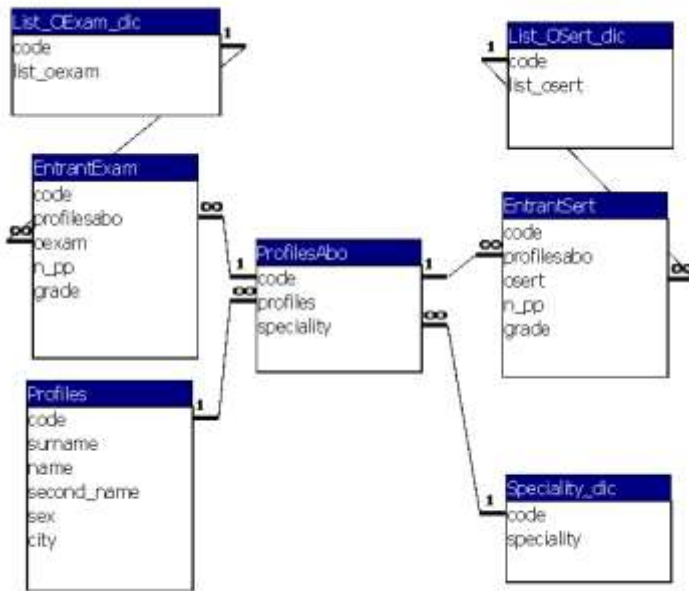 List_OExam_dic
code
list_oexam
1
List_OSert_dic
code
list_osert
1
EntrantExam
code
profilesabo
oexam
n_pp
grade
∞
∞
ProfilesAbo
code
profiles
speciality
1
∞
1
∞
EntrantSert
code
profilesabo
osert
n_pp
grade
∞
∞
Profiles
code
surname
name
second_name
sex
city
1
Speciality_dic
code
speciality
1